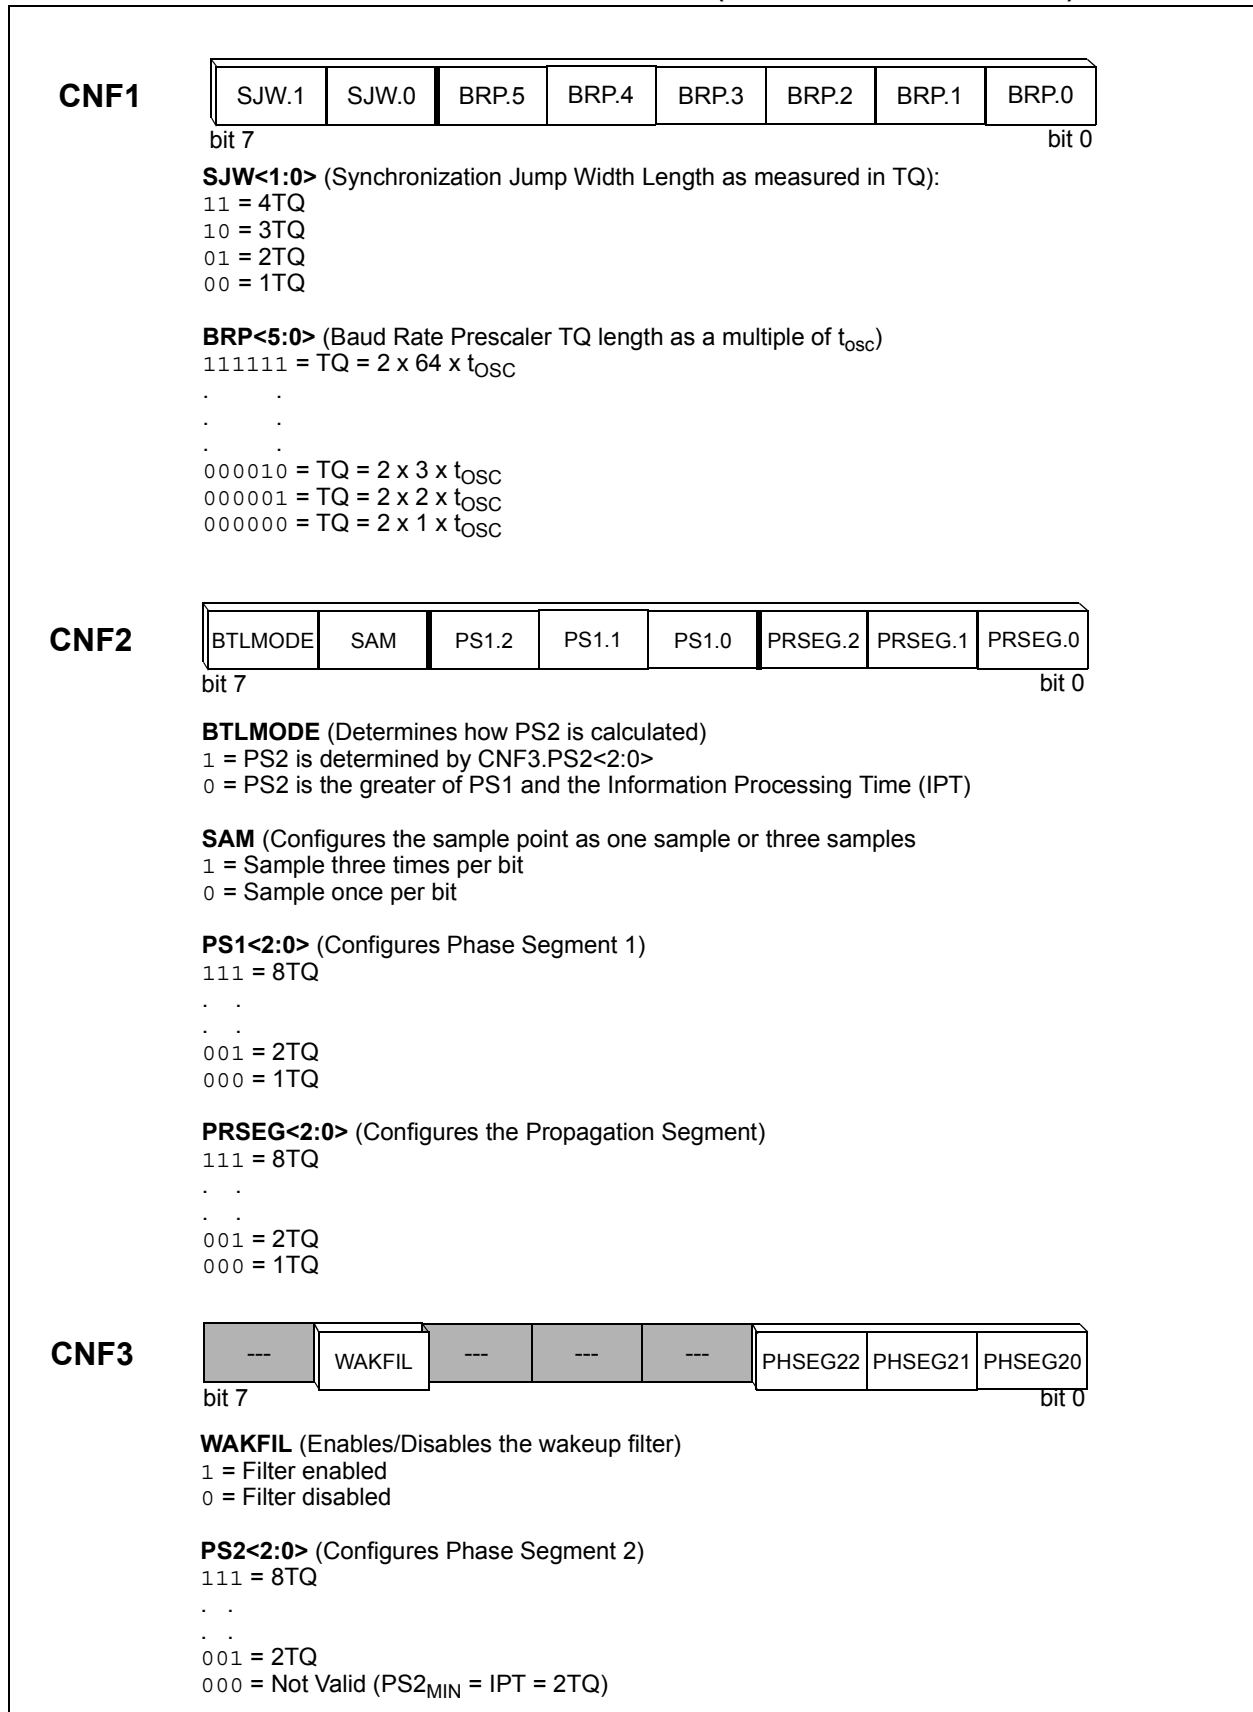 CNF1
SJW.1 SJW.0 BRP.5 BRP.4 BRP.3 BRP.2 BRP.1 BRP.0
bit 7 bit 0
SJW<1:0> (Synchronization Jump Width Length as measured in TQ):
11 = 4TQ
10 = 3TQ
01 = 2TQ
00 = 1TQ
BRP<5:0> (Baud Rate Prescaler TQ length as a multiple of tosc)
111111 = TQ = 2 x 64 x tOSC
. .
. .
. .
000010 = TQ = 2 x 3 x tOSC
000001 = TQ = 2 x 2 x tOSC
000000 = TQ = 2 x 1 x tOSC
CNF2
BTLMODE SAM PS1.2 PS1.1 PS1.0 PRSEG.2 PRSEG.1 PRSEG.0
bit 7 bit 0
BTLMODE (Determines how PS2 is calculated)
1 = PS2 is determined by CNF3.PS2<2:0>
0 = PS2 is the greater of PS1 and the Information Processing Time (IPT)
SAM (Configures the sample point as one sample or three samples
1 = Sample three times per bit
0 = Sample once per bit
PS1<2:0> (Configures Phase Segment 1)
111 = 8TQ
. .
. .
001 = 2TQ
000 = 1TQ
PRSEG<2:0> (Configures the Propagation Segment)
111 = 8TQ
. .
. .
001 = 2TQ
000 = 1TQ
CNF3
--- WAKFIL --- --- --- PHSEG22 PHSEG21 PHSEG20
bit 7 bit 0
WAKFIL (Enables/Disables the wakeup filter)
1 = Filter enabled
0 = Filter disabled
PS2<2:0> (Configures Phase Segment 2)
111 = 8TQ
. .
. .
001 = 2TQ
000 = Not Valid (PS2MIN = IPT = 2TQ)